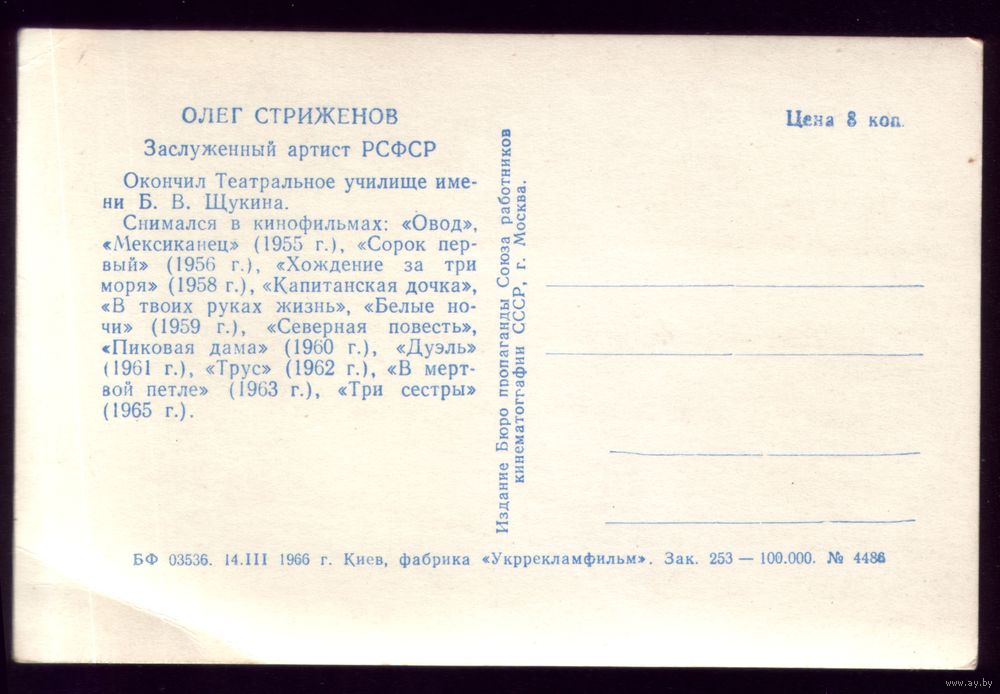 ОЛЕГ СТРИЖЕНОВ
Заслуженный артист РСФСР
Окончил Театральное училище име-
ни Б. В. Щукина.
Снимался в кинофильмах: «Овод»,
«Мексиканец» (1955 г.), «Сорок пер-
вый» (1956 г.), «Хождение за три
моря» (1958 г.), «Капитанская дочка»,
«В твоих руках жизнь», «Белые но-
чи» (1959 г.), «Северная повесть»,
«Пиковая дама» (1960 г.), «Дуэль»
(1961 г.), «Трус» (1962 г.), «В мерт-
вой петле» (1963 г.), «Три сестры»
(1965 г.).
Издание Бюро пропаганды Союза работников
кинематографии СССР, г. Москва.
Цена 8 коп.
БФ 03536. 14.III 1966 г. Киев, фабрика «Укррекламфильм». Зак. 253 — 100.000. № 4486
www.ay.by